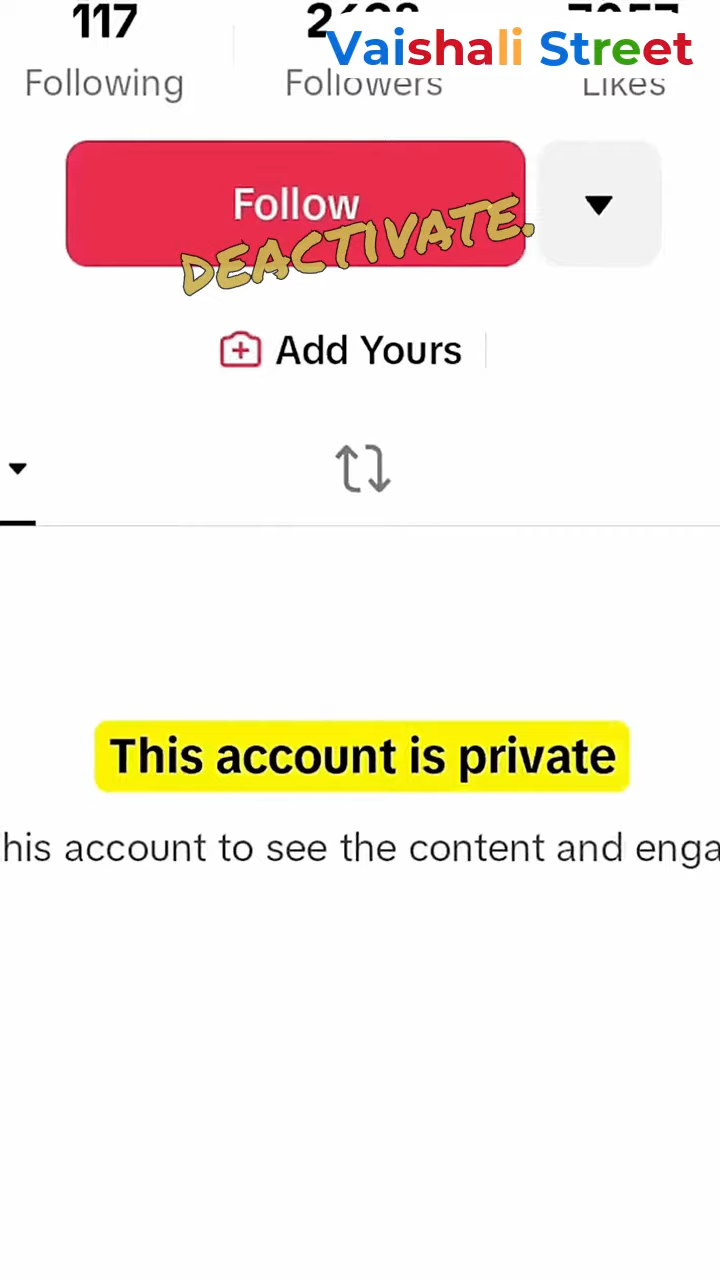 117
Vaishali Street
Following
Followers
Likes
Follow
DEACTIVATE.
Add Yours
This account is private
his account to see the content and enga